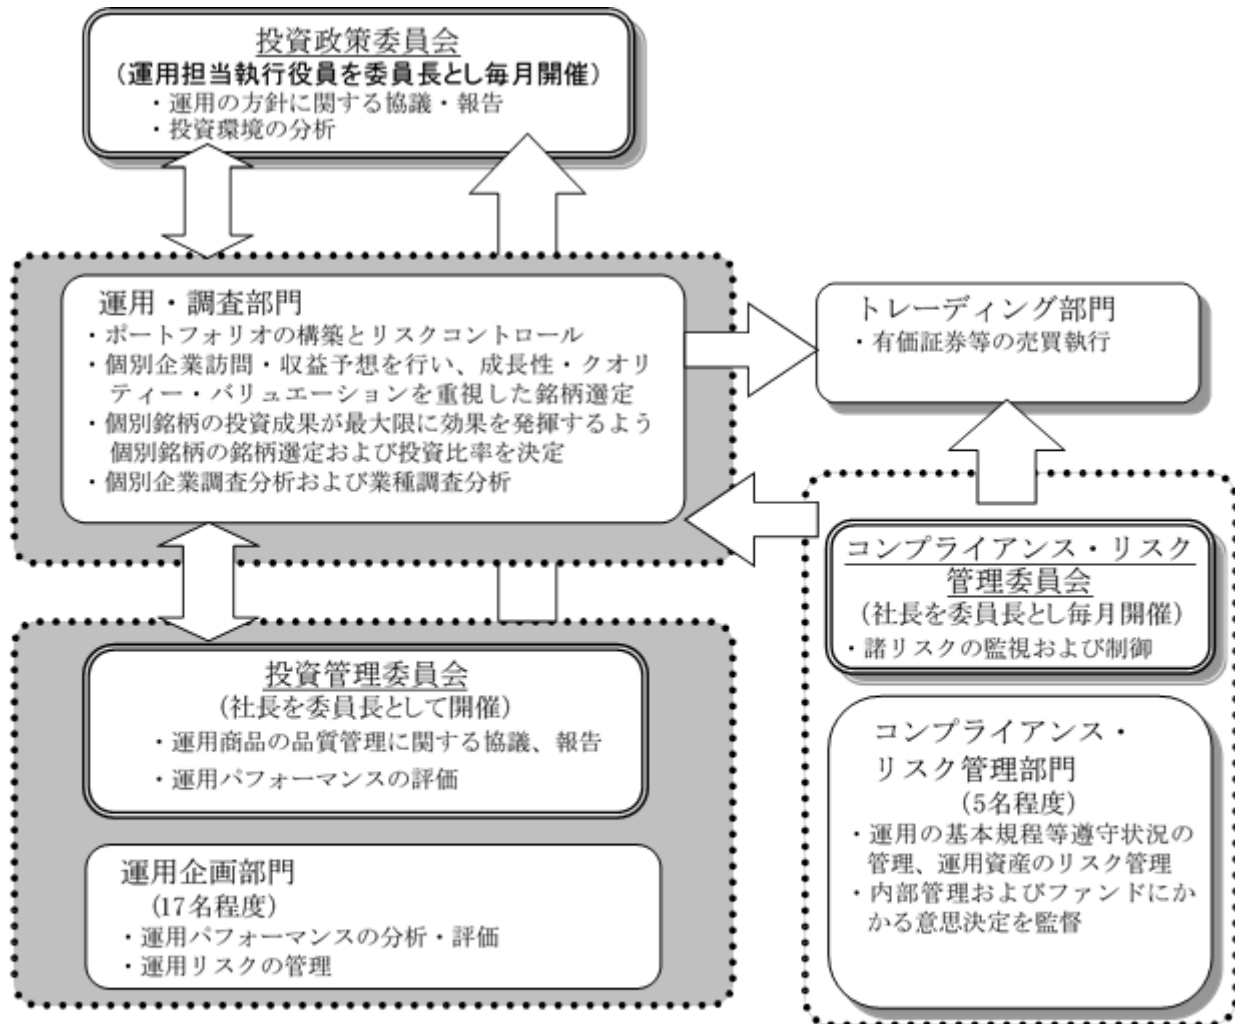 投資政策委員会
（運用担当執行役員を委員長とし毎月開催）
・運用の方針に関する協議・報告
・投資環境の分析
運用・調査部門
・ポートフォリオの構築とリスクコントロール
・個別企業訪問・収益予想を行い、成長性・クオリ
ティー・バリュエーションを重視した銘柄選定
・個別銘柄の投資成果が最大限に効果を発揮するよう
個別銘柄の銘柄選定および投資比率を決定
・個別企業調査分析および業種調査分析
トレーディング部門
・有価証券等の売買執行
コンプライアンス・リスク
管理委員会
（社長を委員長とし毎月開催）
・諸リスクの監視および制御
投資管理委員会
（社長を委員長として開催）
・運用商品の品質管理に関する協議、報告
・運用パフォーマンスの評価
コンプライアンス・
リスク管理部門
（5名程度）
・運用の基本規程等遵守状況の
管理、運用資産のリスク管理
・内部管理およびファンドにか
かる意思決定を監督
運用企画部門
（17名程度）
・運用パフォーマンスの分析・評価
・運用リスクの管理